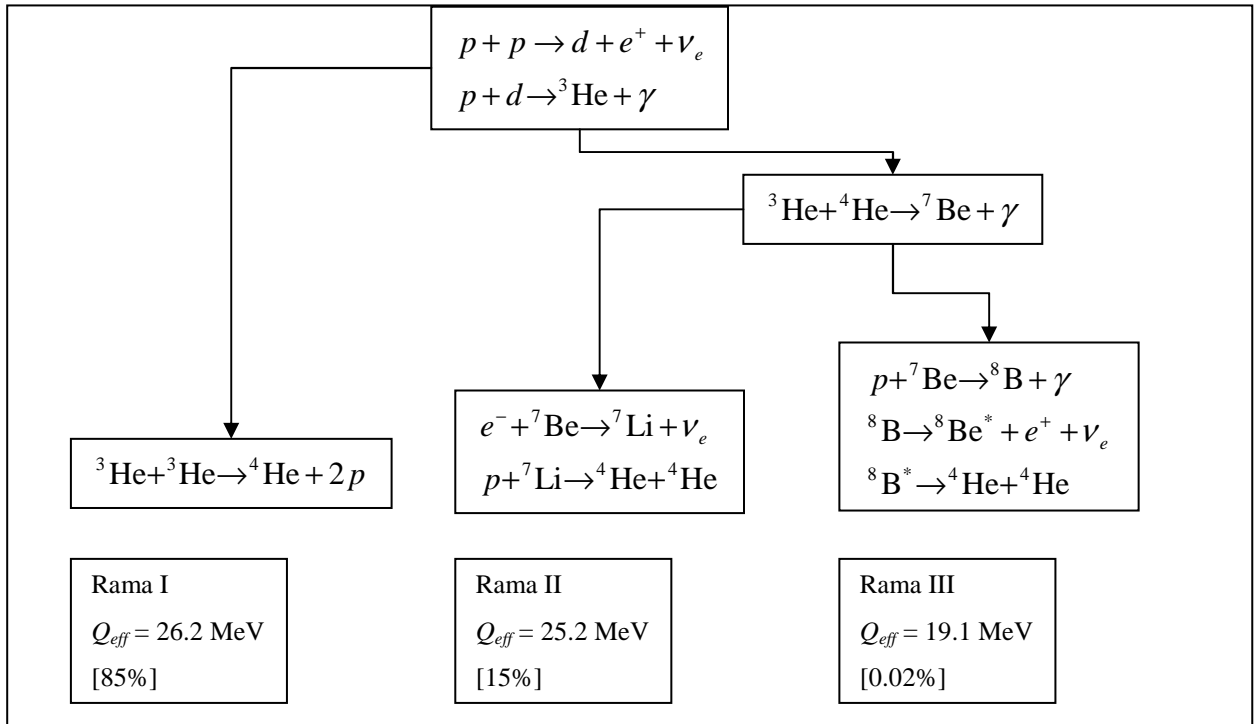 p + p → d + e⁺ + νₑ
p + d → ³He + γ
³He + ⁴He → ⁷Be + γ
p + ⁷Be → ⁸B + γ
⁸B → ⁸Be* + e⁺ + νₑ
⁸B* → ⁴He + ⁴He
e⁻ + ⁷Be → ⁷Li + νₑ
p + ⁷Li → ⁴He + ⁴He
³He + ³He → ⁴He + 2p
Rama I
Q_eff = 26.2 MeV
[85%]
Rama II
Q_eff = 25.2 MeV
[15%]
Rama III
Q_eff = 19.1 MeV
[0.02%]